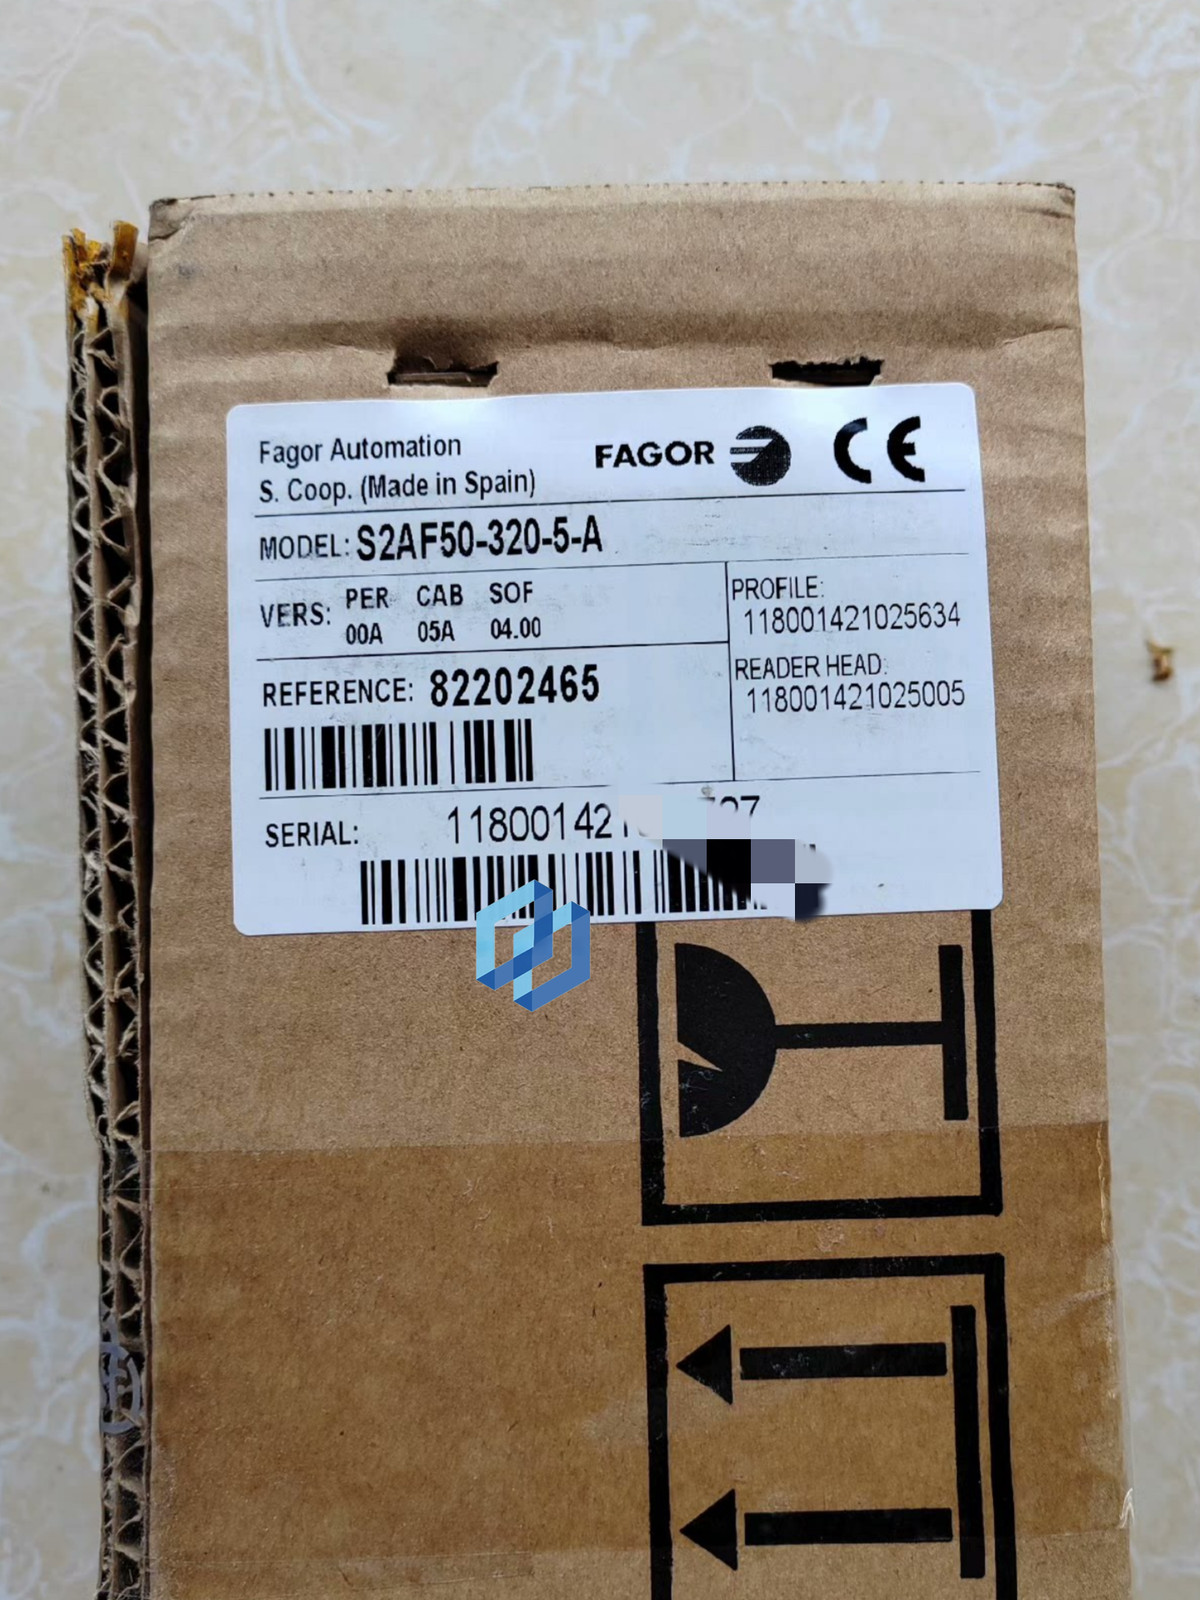 Fagor Automation
S. Coop. (Made in Spain)
FAGOR CE
MODEL: S2AF50-320-5-A
VERS: PER CAB SOF
00A 05A 04.00
PROFILE:
118001421025634
REFERENCE: 82202465
READER HEAD:
118001421025005
SERIAL: